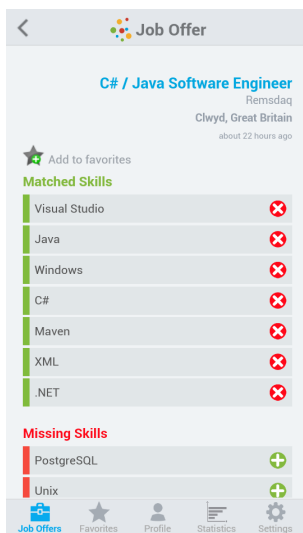 Job Offer
C# / Java Software Engineer
Remsdaq
Clwyd, Great Britain
about 22 hours ago
Add to favorites
Matched Skills
Visual Studio
Java
Windows
C#
Maven
XML
.NET
Missing Skills
PostgreSQL
Unix
Job Offers Favorites Profile Statistics Settings